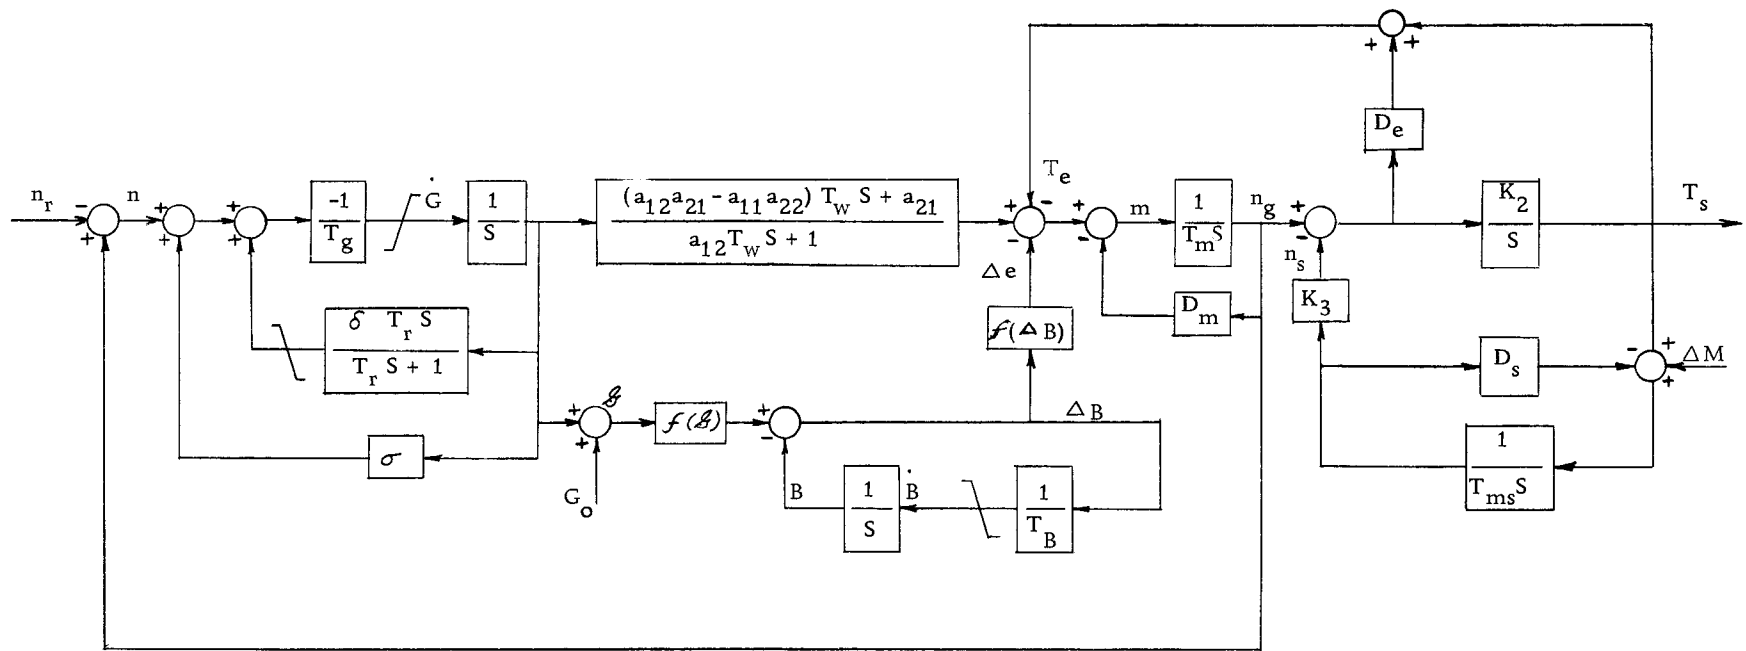 D_e
T_e
n_r
-
+
n
+
+
+
+
-1
T_g
Ġ
1
S
(a_12 a_21 - a_11 a_22) T_w S + a_21
a_12 T_w S + 1
+
-
-
+
-
m
1
T_m S
n_g
+
-
n_s
K_2
S
T_s
+
+
Δe
D_m
K_3
δ T_r S
T_r S + 1
f(ΔB)
D_s
-
+
+
ΔM
+
+
f(
)
+
-
ΔB
σ
G_o
B
1
S
Ḃ
1
T_B
1
T_ms S